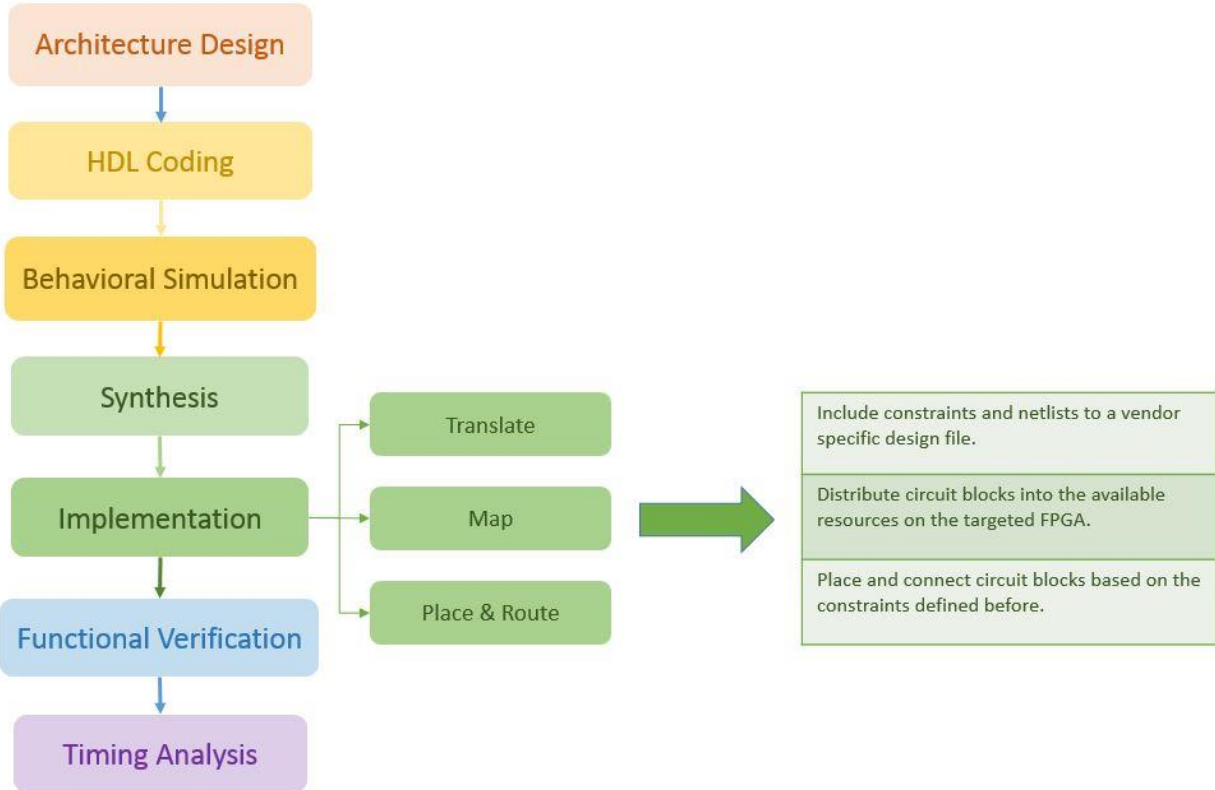 Architecture Design
HDL Coding
Behavioral Simulation
Synthesis
Implementation
Functional Verification
Timing Analysis
Translate
Map
Place & Route
Include constraints and netlists to a vendor
specific design file.
Distribute circuit blocks into the available
resources on the targeted FPGA.
Place and connect circuit blocks based on the
constraints defined before.